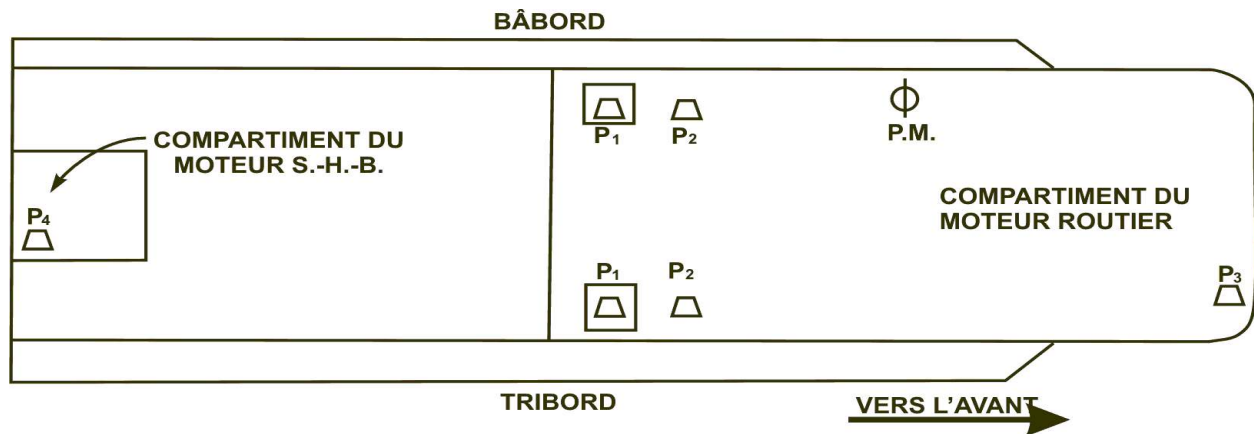 BÂBORD
P1
P2
P.M.
COMPARTIMENT DU
MOTEUR S.-H.-B.
P4
COMPARTIMENT DU
MOTEUR ROUTIER
P1
P2
P3
TRIBORD
VERS L'AVANT